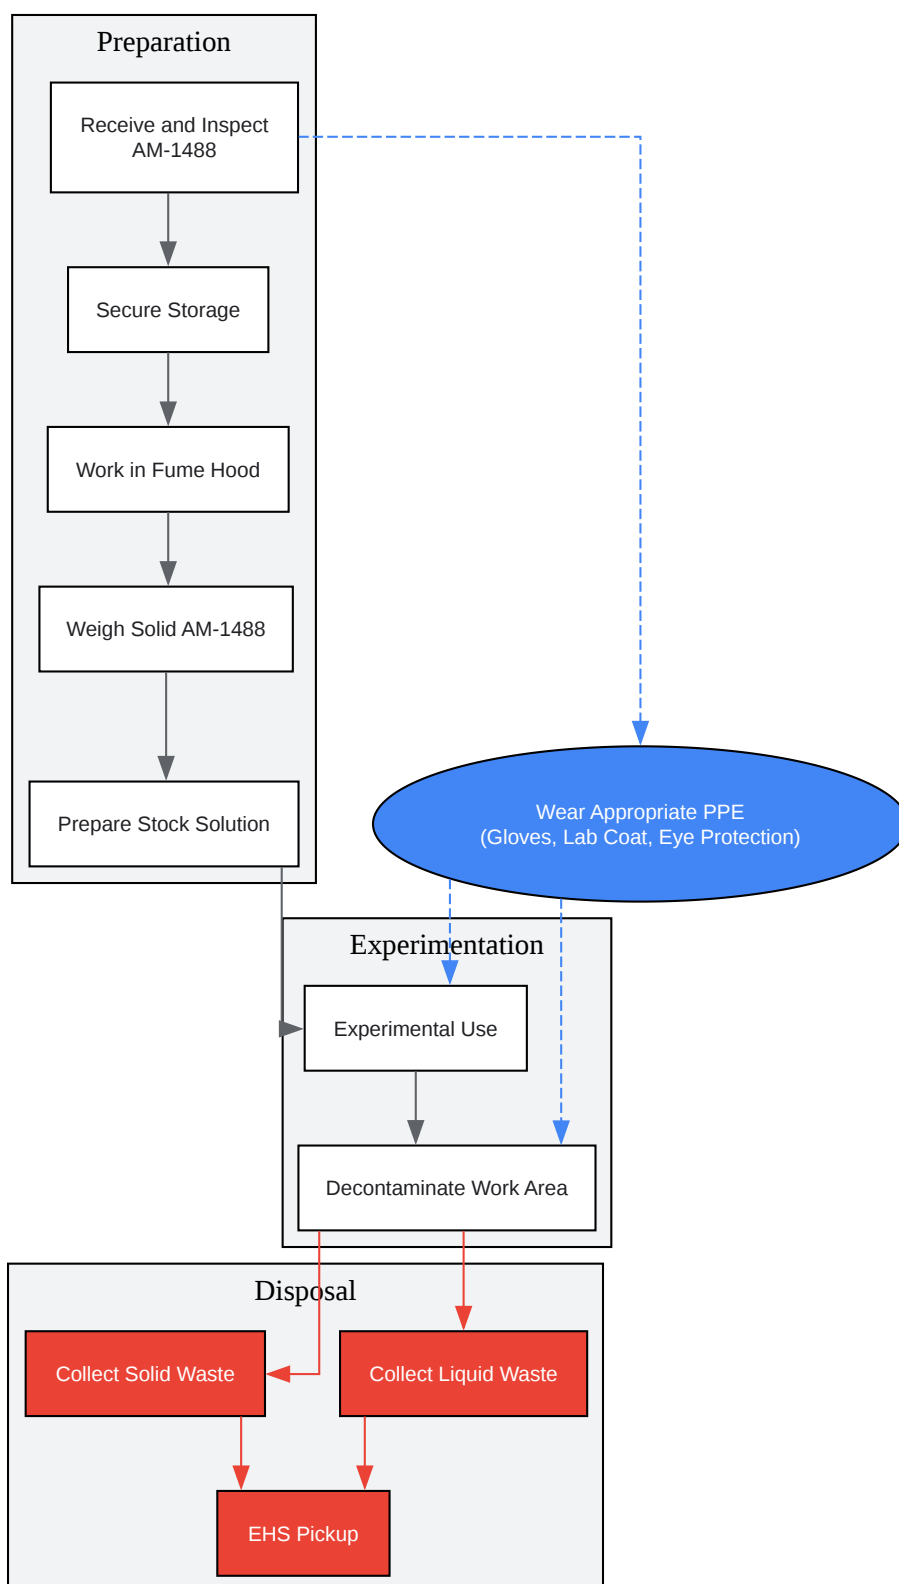 Preparation
Receive and Inspect
AM-1488
Secure Storage
Work in Fume Hood
Weigh Solid AM-1488
Prepare Stock Solution
Wear Appropriate PPE
(Gloves, Lab Coat, Eye Protection)
Experimentation
Experimental Use
Decontaminate Work Area
Disposal
Collect Solid Waste
Collect Liquid Waste
EHS Pickup